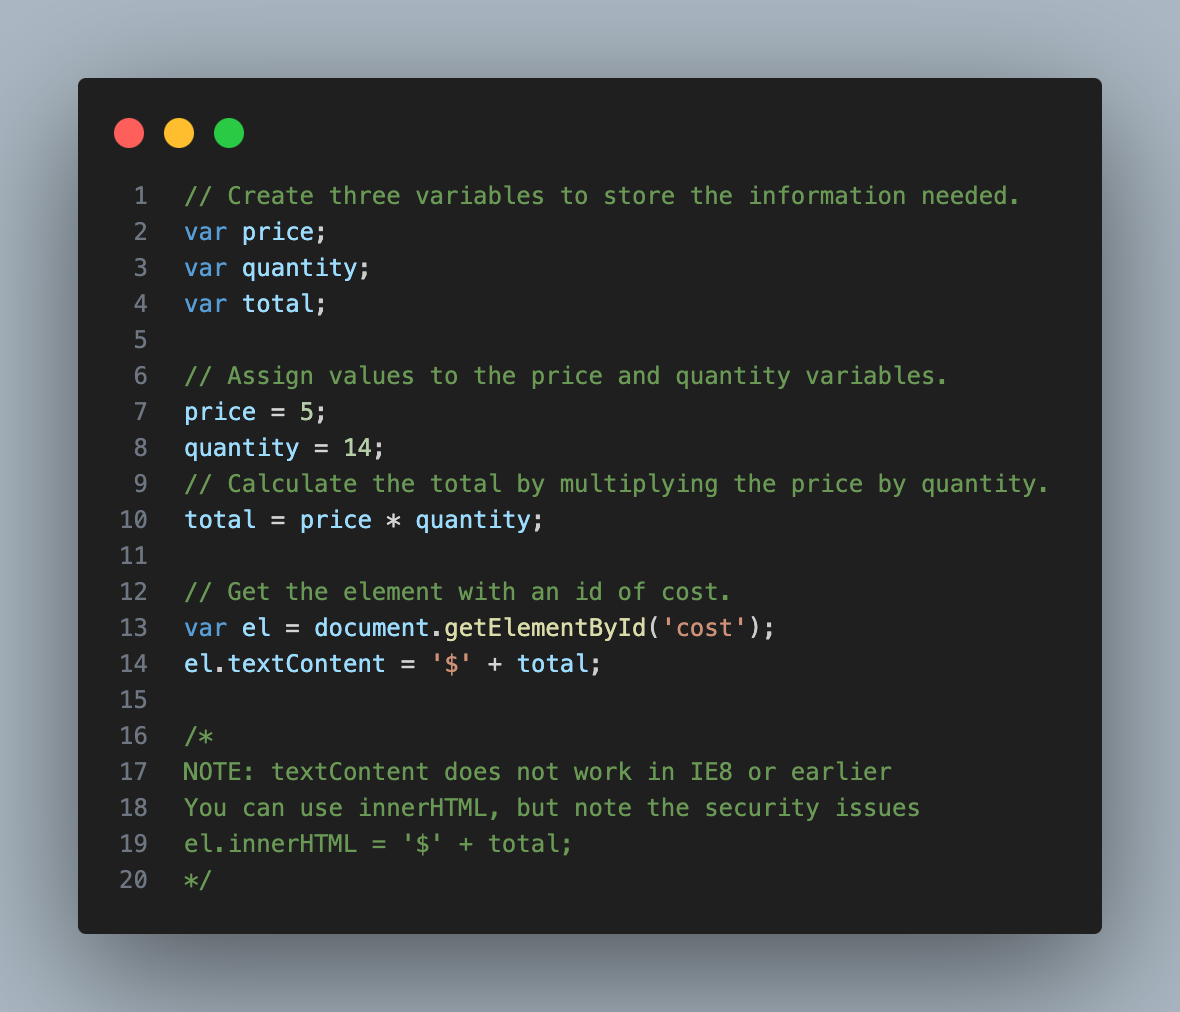 1 // Create three variables to store the information needed.
2 var price;
3 var quantity;
4 var total;
5
6 // Assign values to the price and quantity variables.
7 price = 5;
8 quantity = 14;
9 // Calculate the total by multiplying the price by quantity.
10 total = price * quantity;
11
12 // Get the element with an id of cost.
13 var el = document.getElementById('cost');
14 el.textContent = '$' + total;
15
16 /*
17 NOTE: textContent does not work in IE8 or earlier
18 You can use innerHTML, but note the security issues
19 el.innerHTML = '$' + total;
20 */